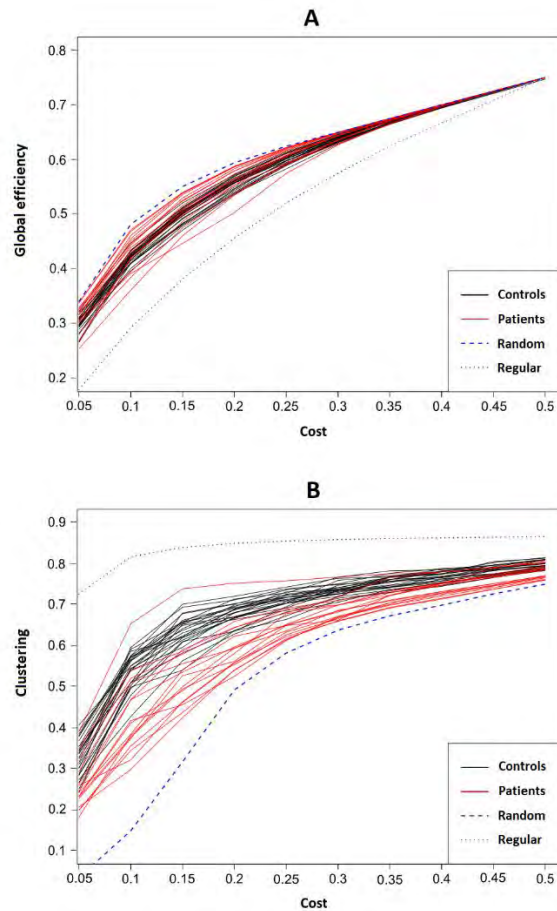 A
Global efficiency
0.8
0.7
0.6
0.5
0.4
0.3
0.2
Controls
Patients
Random
Regular
0.05 0.1 0.15 0.2 0.25 0.3 0.35 0.4 0.45 0.5
Cost
B
Clustering
0.9
0.8
0.7
0.6
0.5
0.4
0.3
0.2
0.1
Controls
Patients
Random
Regular
0.05 0.1 0.15 0.2 0.25 0.3 0.35 0.4 0.45 0.5
Cost